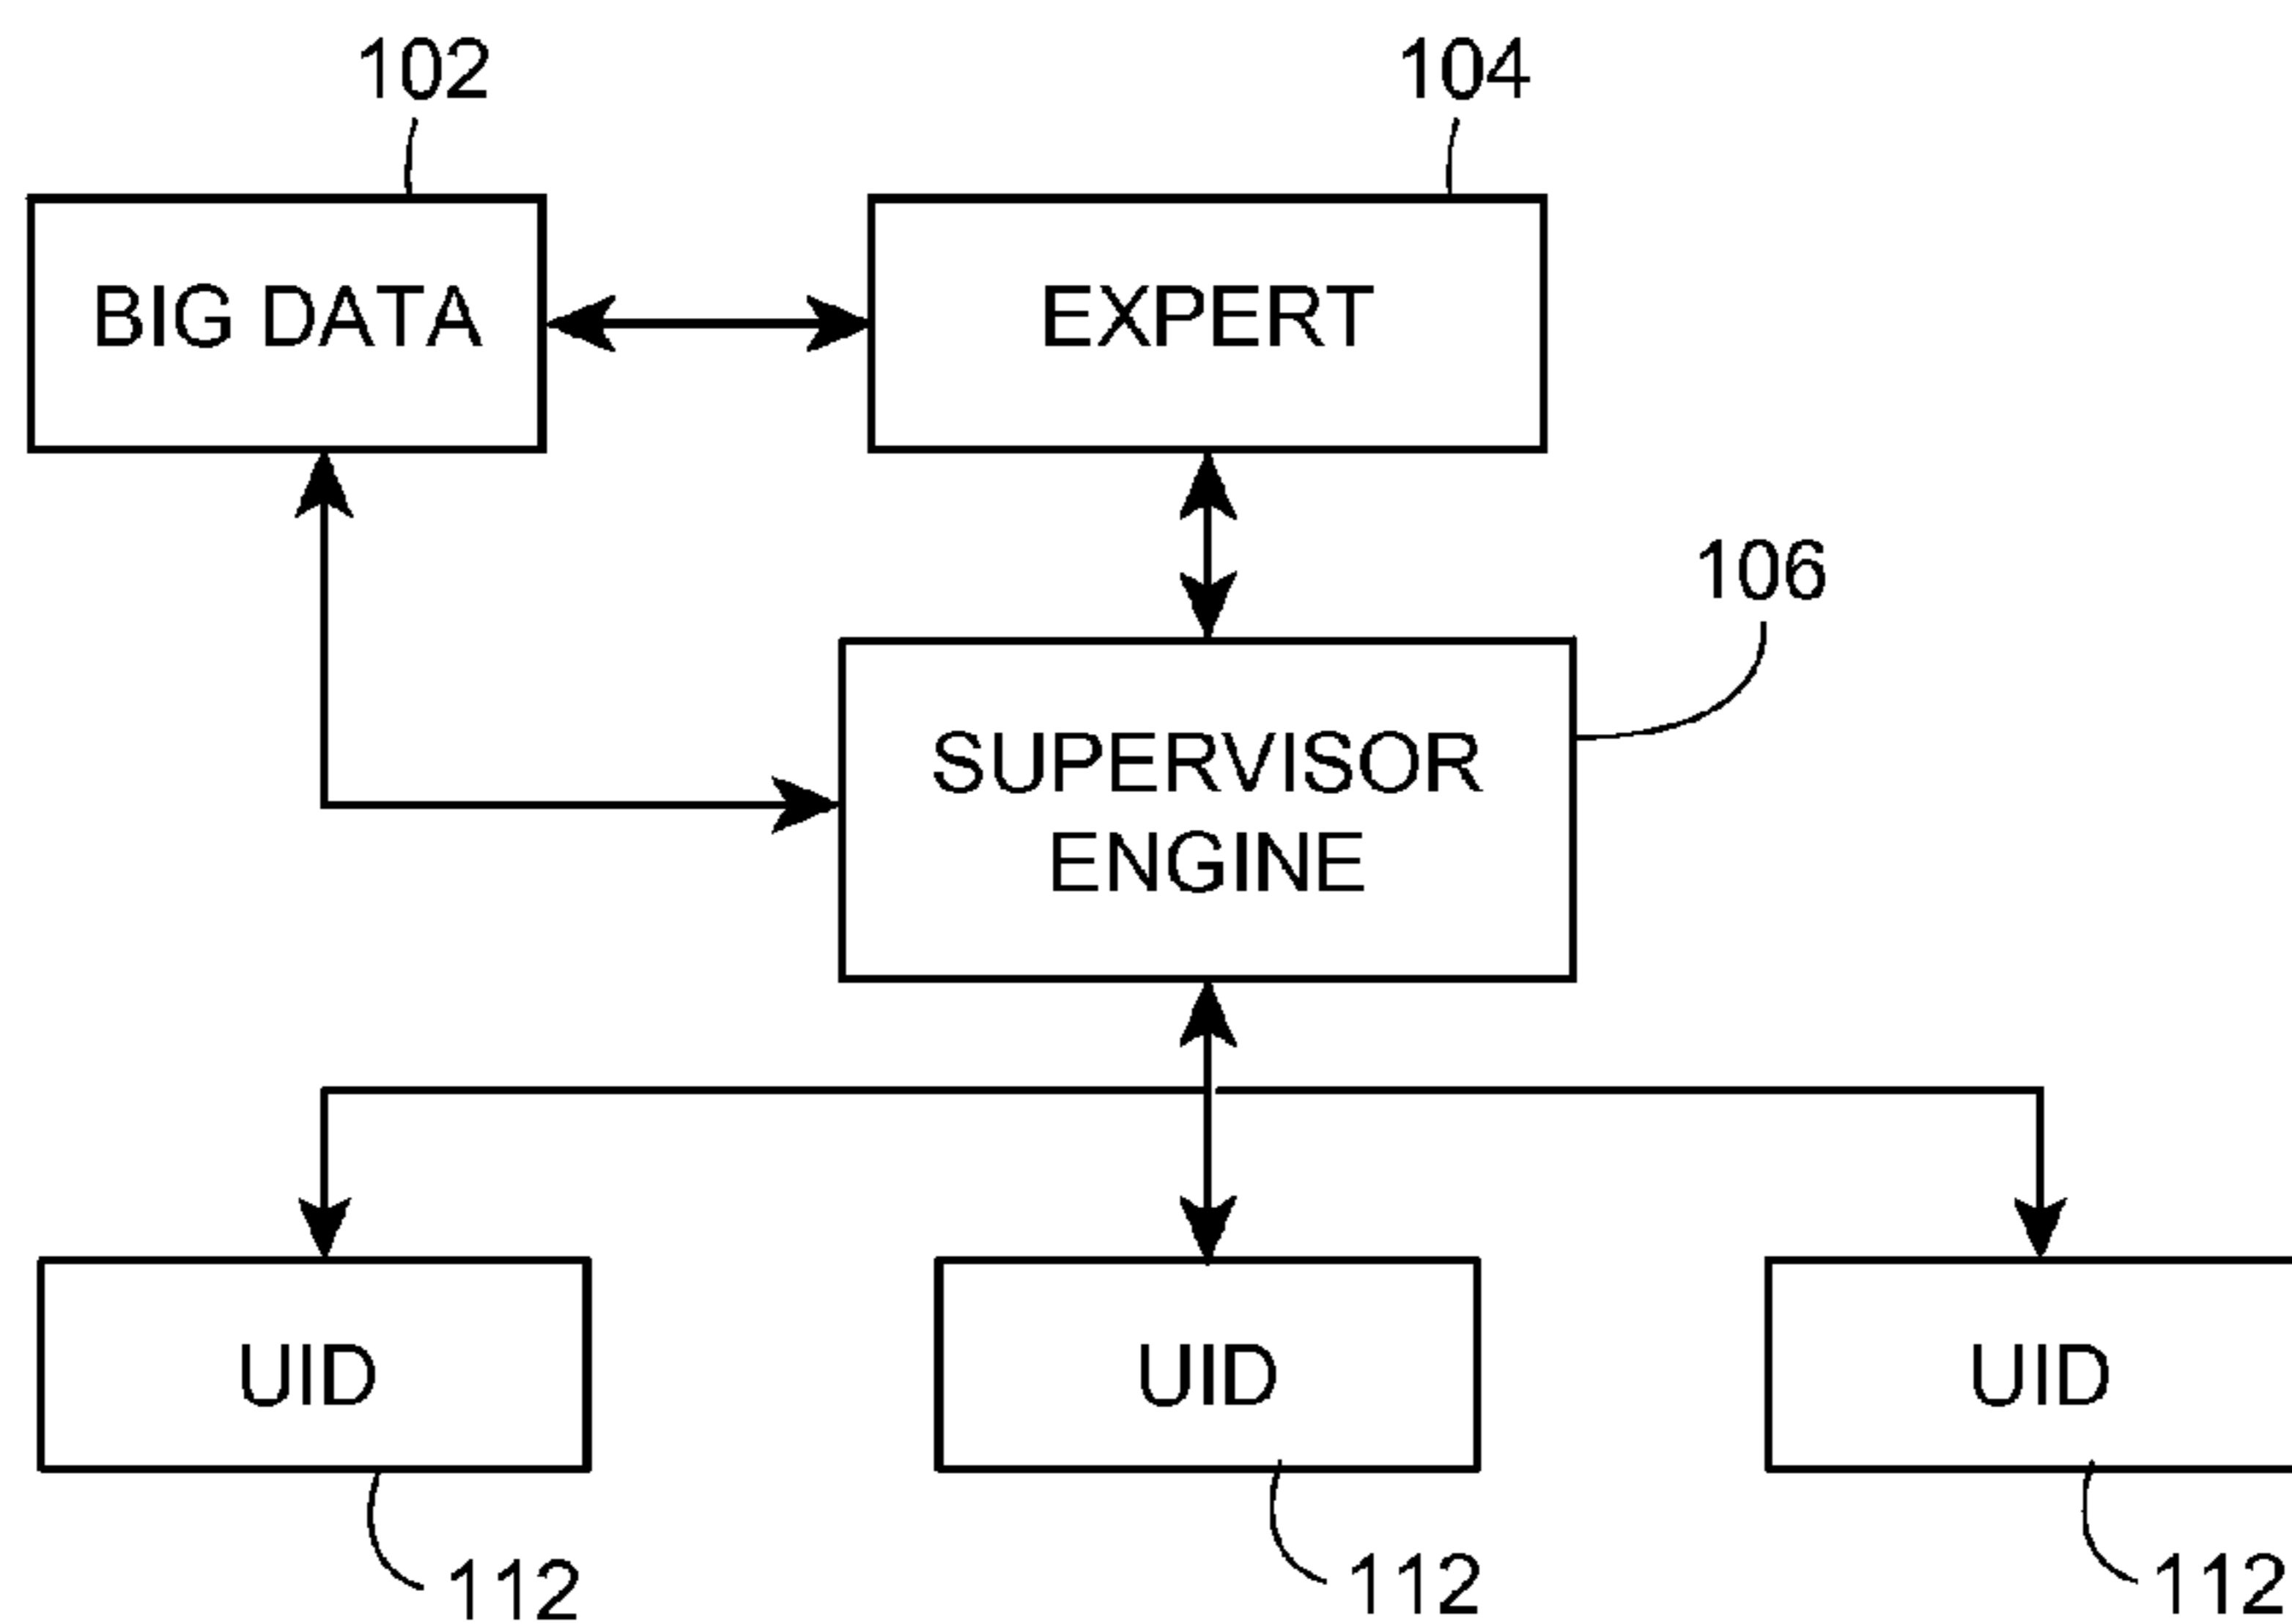 102
104
BIG DATA
EXPERT
106
SUPERVISOR
ENGINE
UID
UID
UID
112
112
112